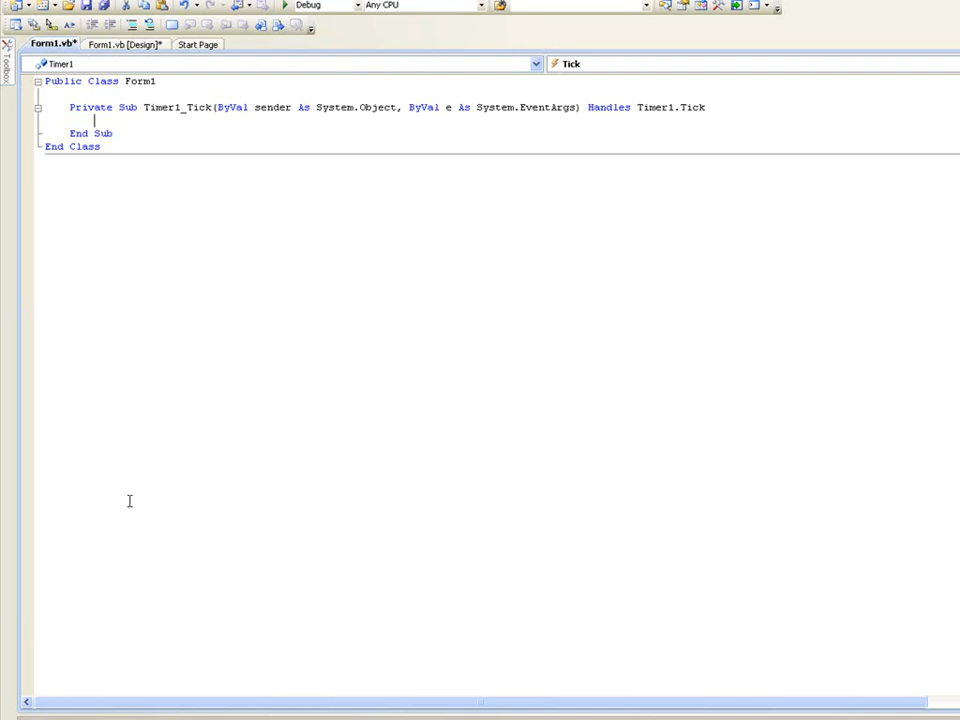 Debug Any CPU
Form1.vb* Form1.vb [Design]* Start Page
Toolbox
Timer1 Tick
Public Class Form1
Private Sub Timer1_Tick(ByVal sender As System.Object, ByVal e As System.EventArgs) Handles Timer1.Tick
End Sub
End Class